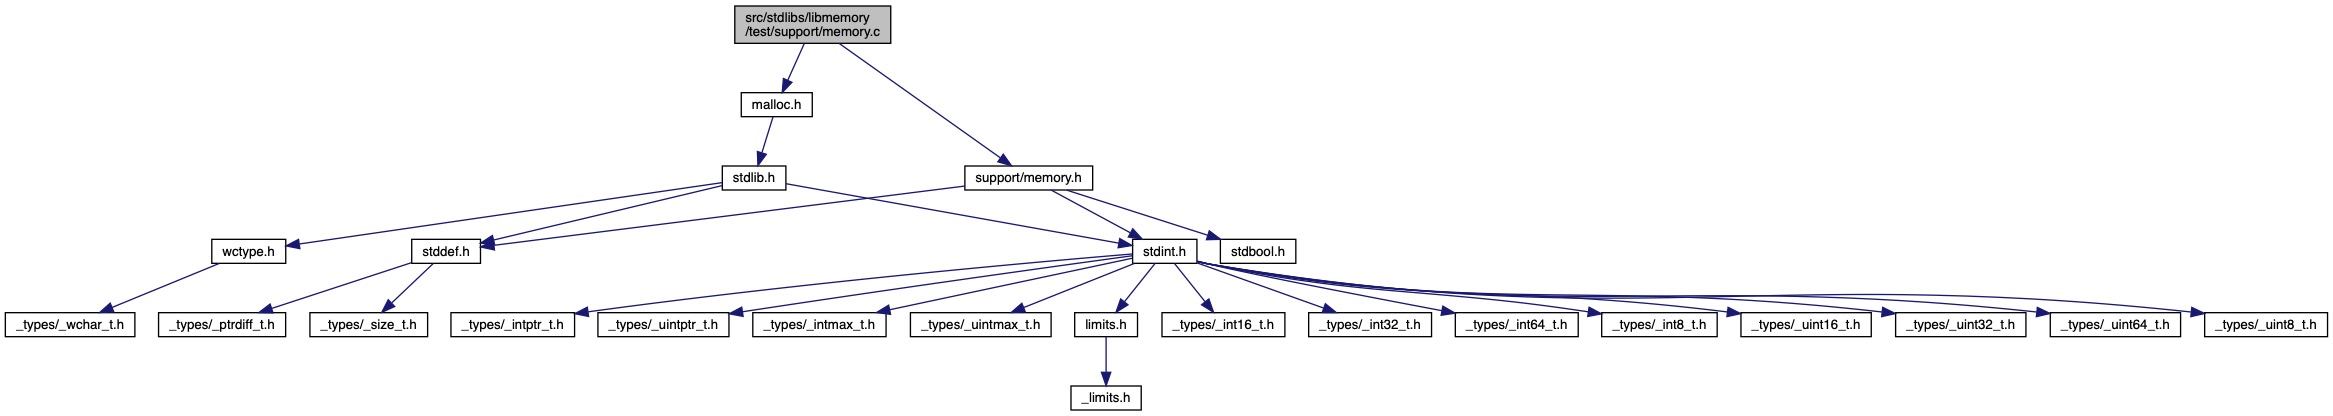 src/stdlibs/libmemory
/test/support/memory.c
malloc.h
stdlib.h
support/memory.h
wctype.h
stddef.h
stdint.h
stdbool.h
_types/_wchar_t.h
_types/_ptrdiff_t.h
_types/_size_t.h
_types/_intptr_t.h
_types/_uintptr_t.h
_types/_intmax_t.h
_types/_uintmax_t.h
limits.h
_types/_int16_t.h
_types/_int32_t.h
_types/_int64_t.h
_types/_int8_t.h
_types/_uint16_t.h
_types/_uint32_t.h
_types/_uint64_t.h
_types/_uint8_t.h
_limits.h